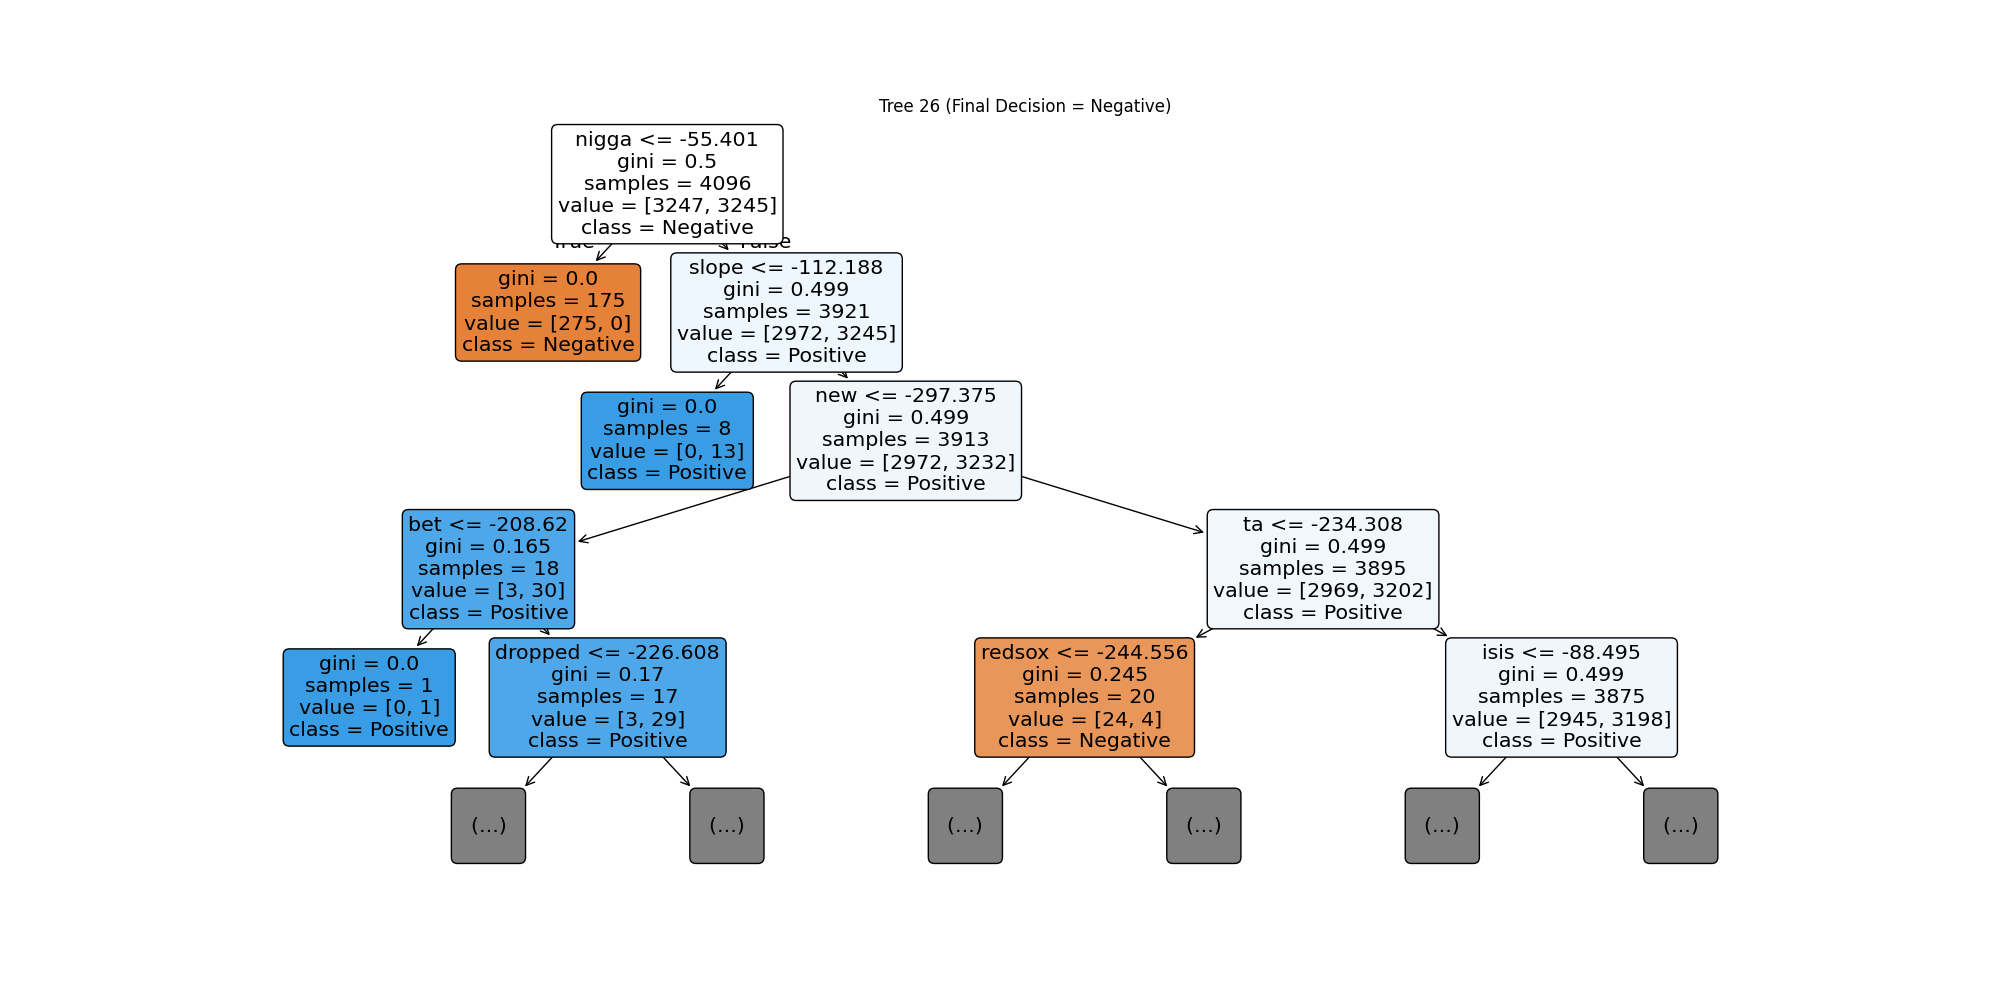 Tree 26 (Final Decision = Negative)
nigga <= -55.401
gini = 0.5
samples = 4096
value = [3247, 3245]
class = Negative
True
False
gini = 0.0
samples = 175
value = [275, 0]
class = Negative
slope <= -112.188
gini = 0.499
samples = 3921
value = [2972, 3245]
class = Positive
gini = 0.0
samples = 8
value = [0, 13]
class = Positive
new <= -297.375
gini = 0.499
samples = 3913
value = [2972, 3232]
class = Positive
bet <= -208.62
gini = 0.165
samples = 18
value = [3, 30]
class = Positive
ta <= -234.308
gini = 0.499
samples = 3895
value = [2969, 3202]
class = Positive
gini = 0.0
samples = 1
value = [0, 1]
class = Positive
dropped <= -226.608
gini = 0.17
samples = 17
value = [3, 29]
class = Positive
redsox <= -244.556
gini = 0.245
samples = 20
value = [24, 4]
class = Negative
isis <= -88.495
gini = 0.499
samples = 3875
value = [2945, 3198]
class = Positive
(...)
(...)
(...)
(...)
(...)
(...)